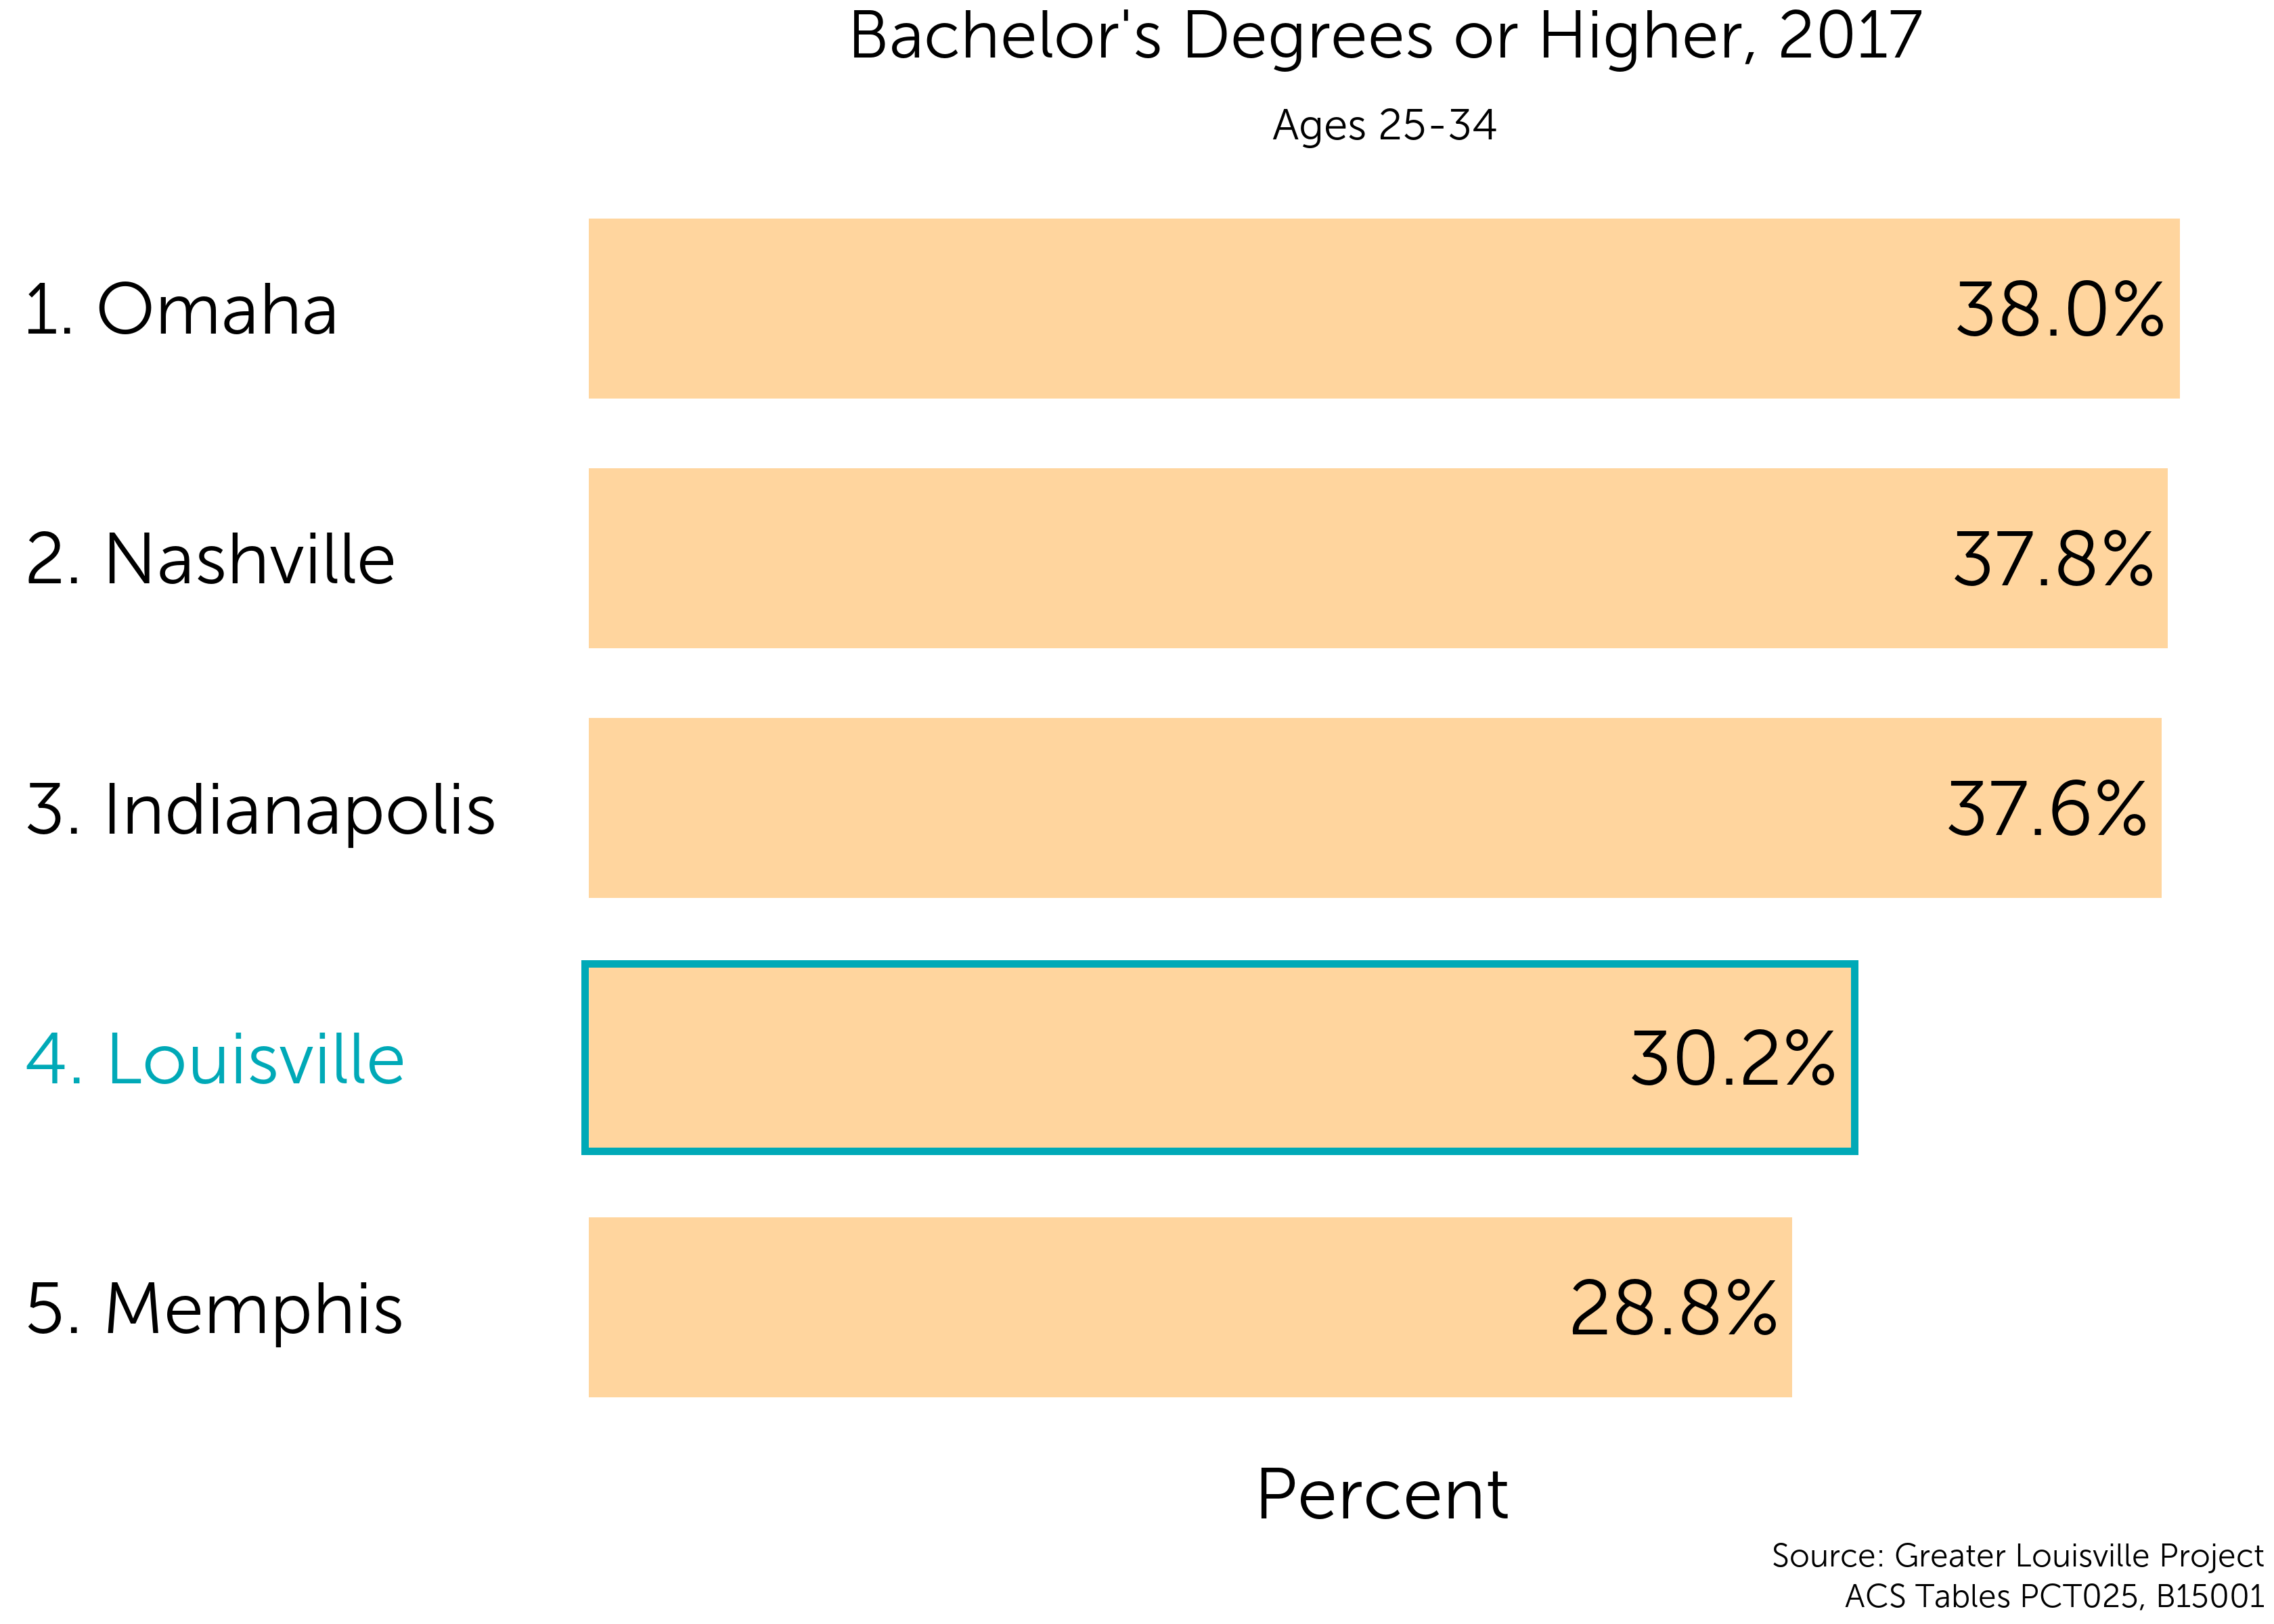 Bachelor's Degrees or Higher, 2017
Ages 25-34
1. Omaha 38.0%
2. Nashville 37.8%
3. Indianapolis 37.6%
4. Louisville 30.2%
5. Memphis 28.8%
Percent
Source: Greater Louisville Project
ACS Tables PCT025, B15001